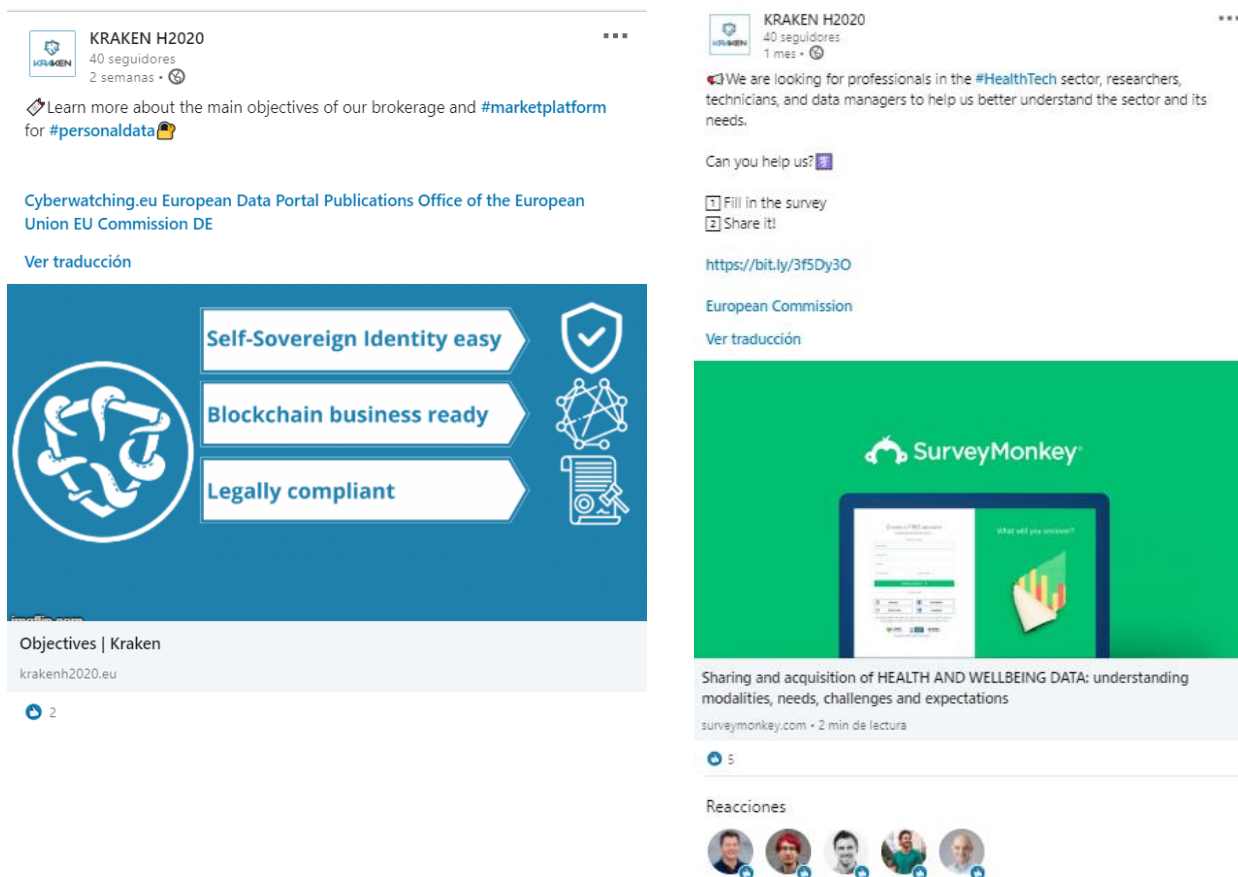 KRAKEN H2020
40 seguidores
2 semanas •
Learn more about the main objectives of our brokerage and #marketplatform
for #personaldata
Cyberwatching.eu European Data Portal Publications Office of the European
Union EU Commission DE
Ver traducción
KRAKEN
Self-Sovereign Identity easy
Blockchain business ready
Legally compliant
Objectives | Kraken
krakenh2020.eu
2
KRAKEN H2020
40 seguidores
1 mes •
KRAKEN
We are looking for professionals in the #HealthTech sector, researchers,
technicians, and data managers to help us better understand the sector and its
needs.
Can you help us?
1 Fill in the survey
2 Share it!
https://bit.ly/3f5Dy3O
European Commission
Ver traducción
SurveyMonkey
What will you uncover?
Sharing and acquisition of HEALTH AND WELLBEING DATA: understanding
modalities, needs, challenges and expectations
surveymonkey.com • 2 min de lectura
5
Reacciones